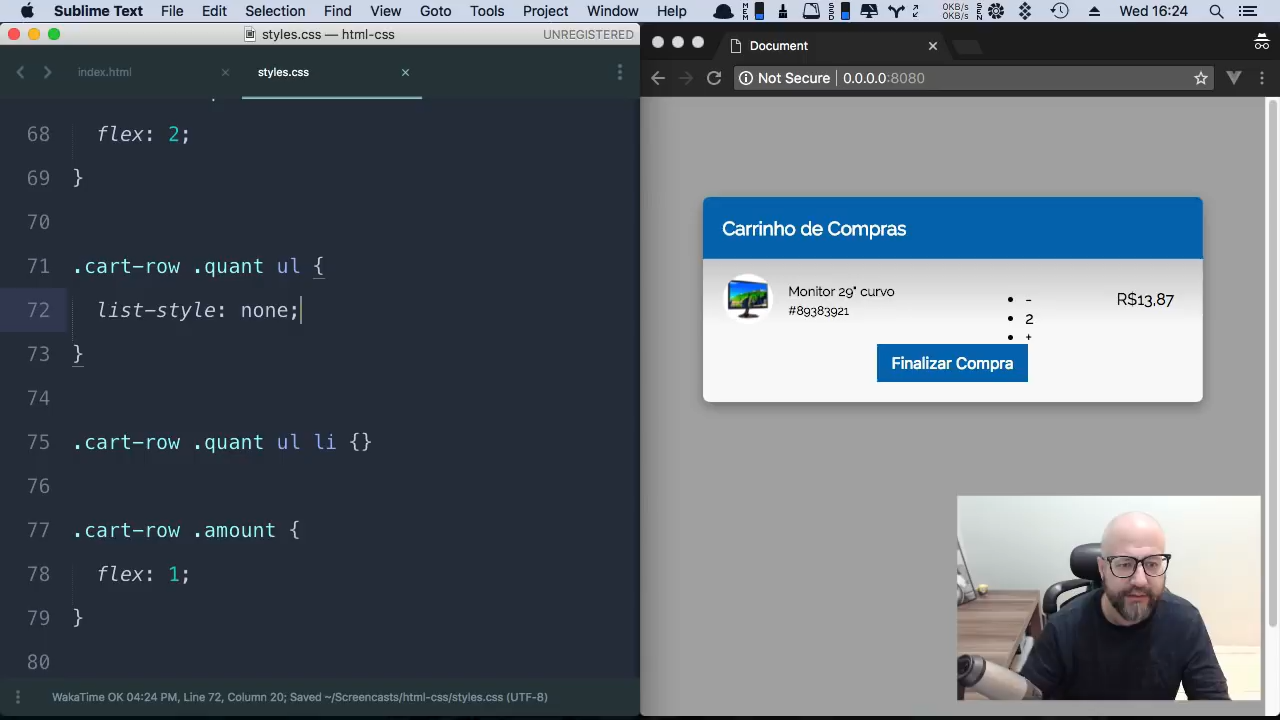 Sublime Text File Edit Selection Find View Goto Tools Project Window Help 0KB/s 0KB/s Wed 16:24
styles.css — html-css UNREGISTERED
index.html styles.css
68 flex: 2;
69 }
70
71 .cart-row .quant ul {
72 list-style: none;
73 }
74
75 .cart-row .quant ul li {}
76
77 .cart-row .amount {
78 flex: 1;
79 }
80
WakaTime OK 04:24 PM, Line 72, Column 20; Saved ~/Screencasts/html-css/styles.css (UTF-8)
Document
Not Secure 0.0.0.0:8080
Carrinho de Compras
Monitor 29" curvo
#89383921
• -
• 2
• +
R$13,87
Finalizar Compra